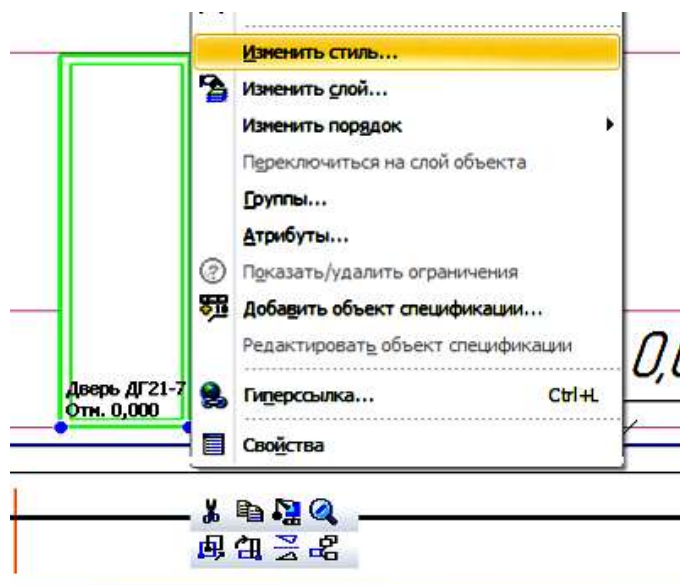 Изменить стиль...
Изменить слой...
Изменить порядок
Переключиться на слой объекта
Группы...
Атрибуты...
Показать/удалить ограничения
Добавить объект спецификации...
Редактировать объект спецификации
Гиперссылка... Ctrl+L
Свойства
Дверь ДГ21-7
Отм. 0,000